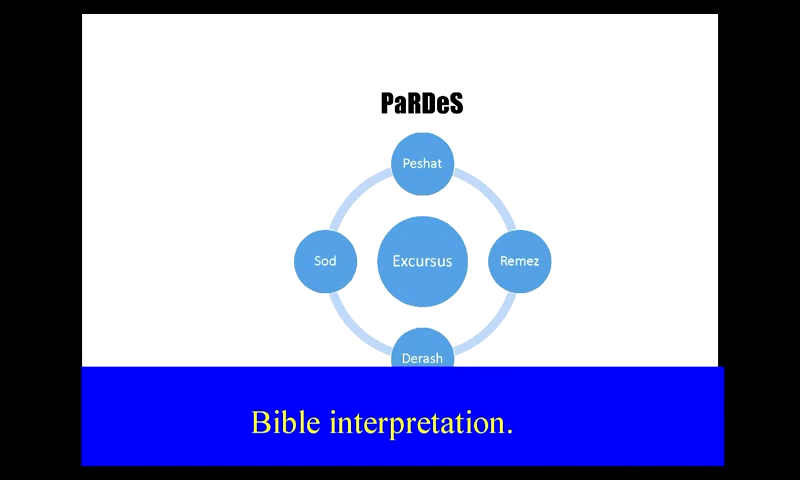 PaRDeS
Peshat
Sod
Excursus
Remez
Derash
Bible interpretation.